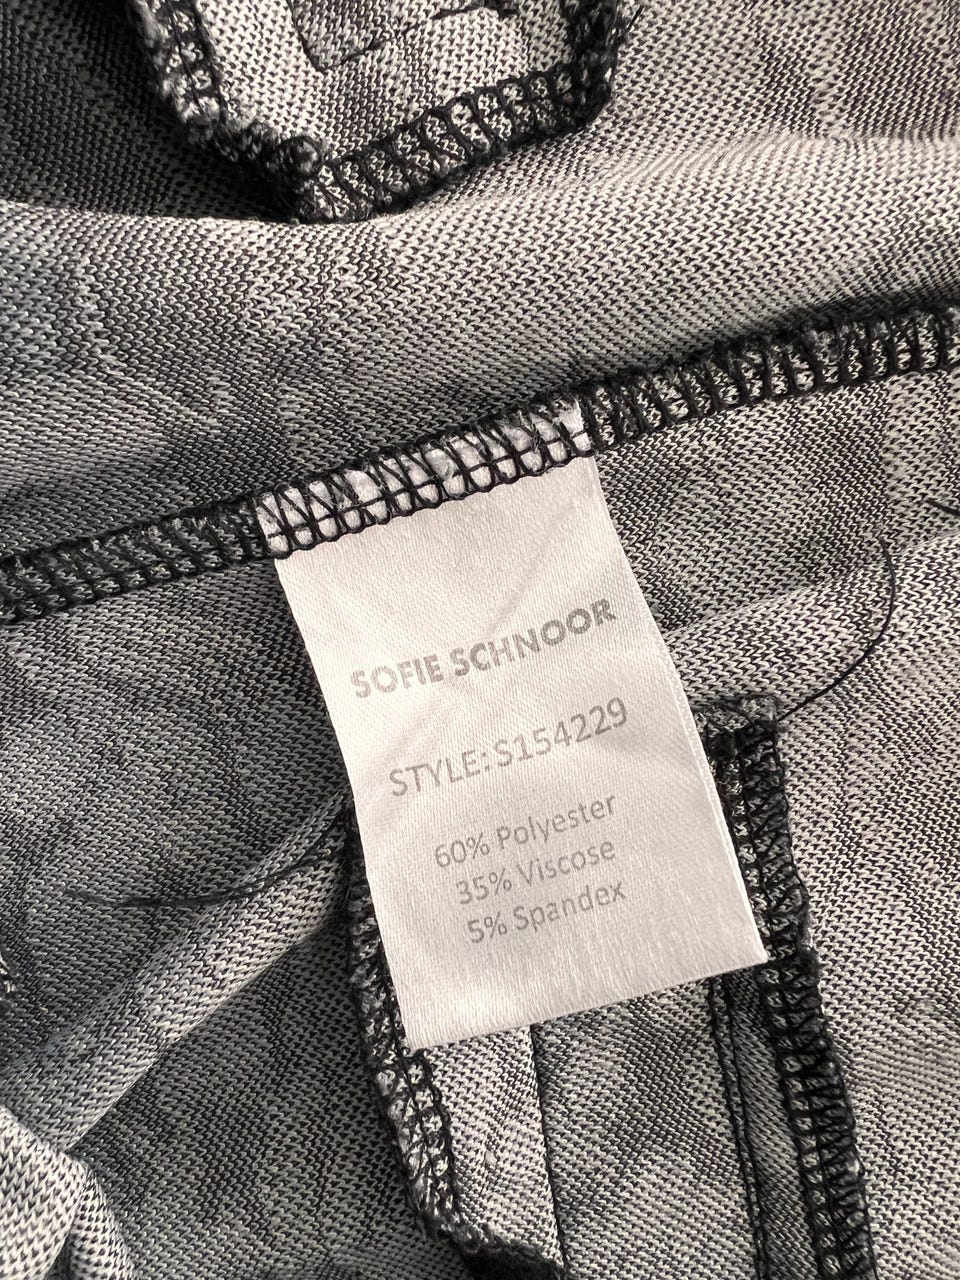 SOFIE SCHNOOR
STYLE: S154229
60% Polyester
35% Viscose
5% Spandex